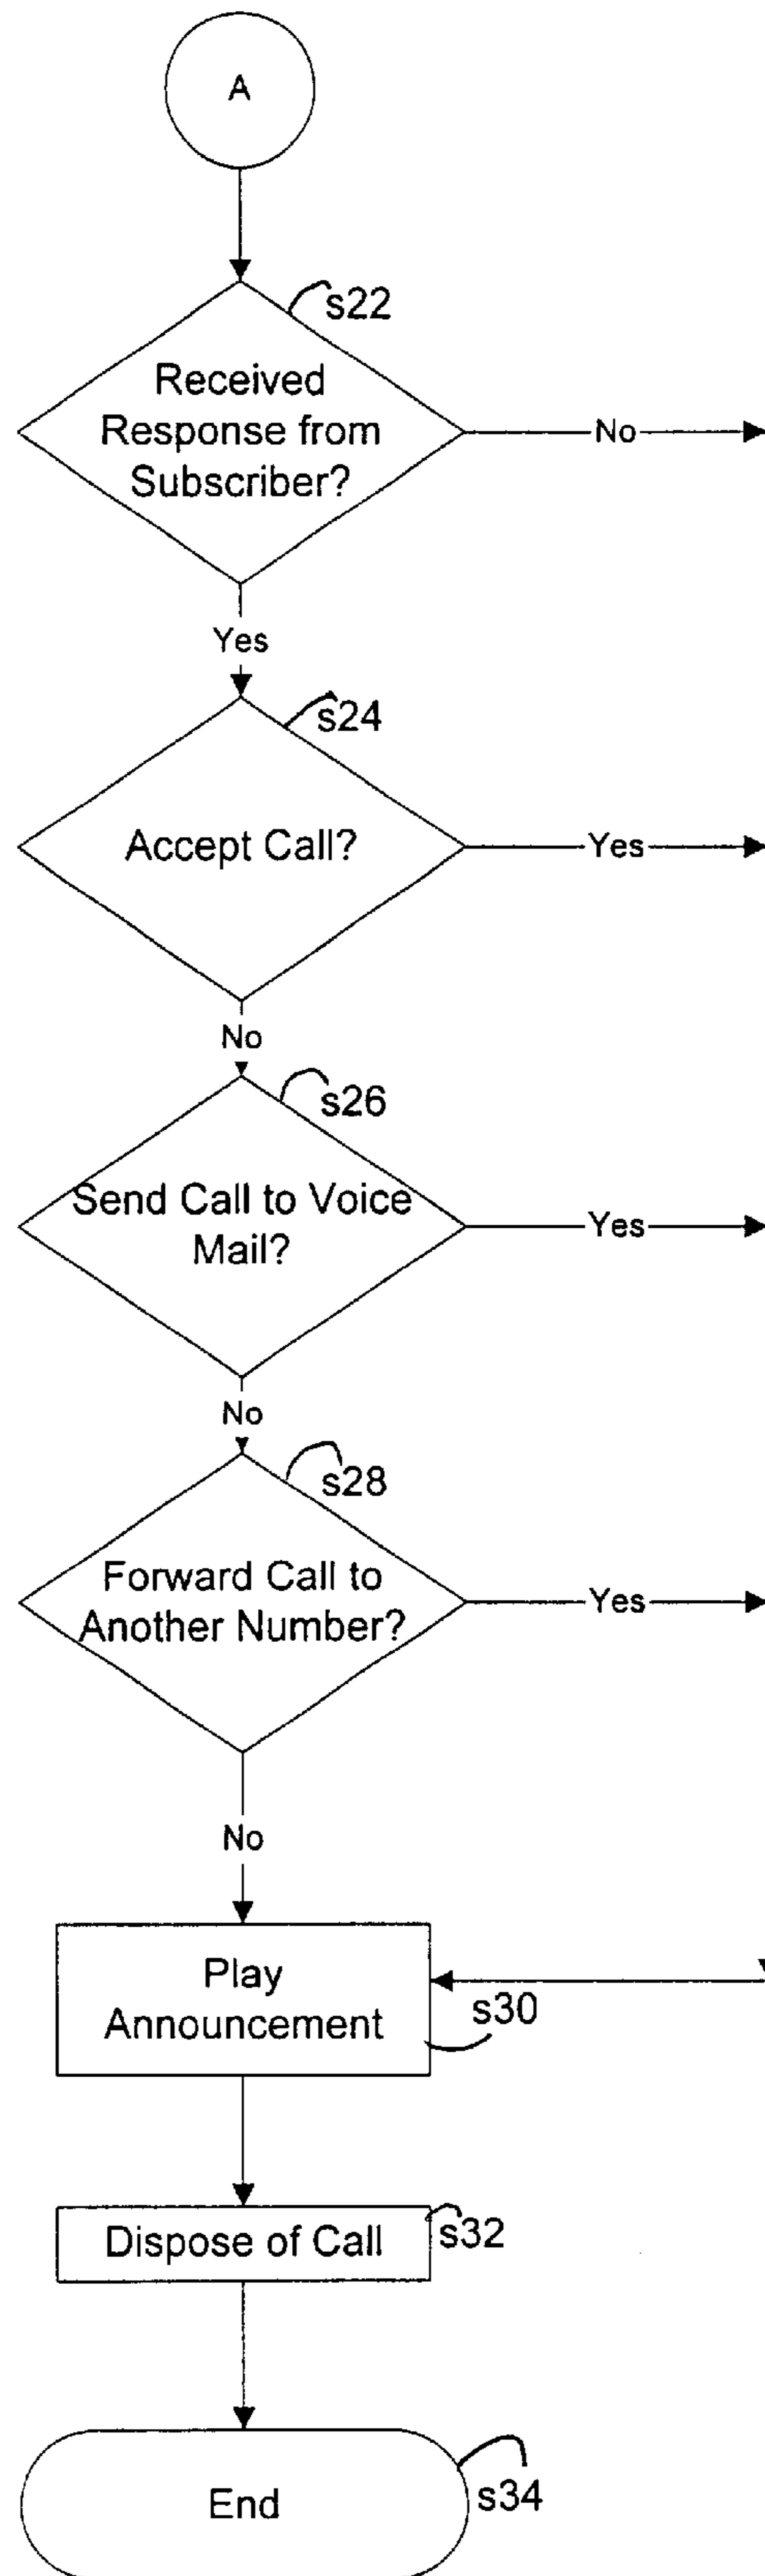 A
s22
Received
Response from
Subscriber?
No
Yes
s24
Accept Call?
Yes
No
s26
Send Call to Voice
Mail?
Yes
No
s28
Forward Call to
Another Number?
Yes
No
Play
Announcement
s30
Dispose of Call
s32
End
s34